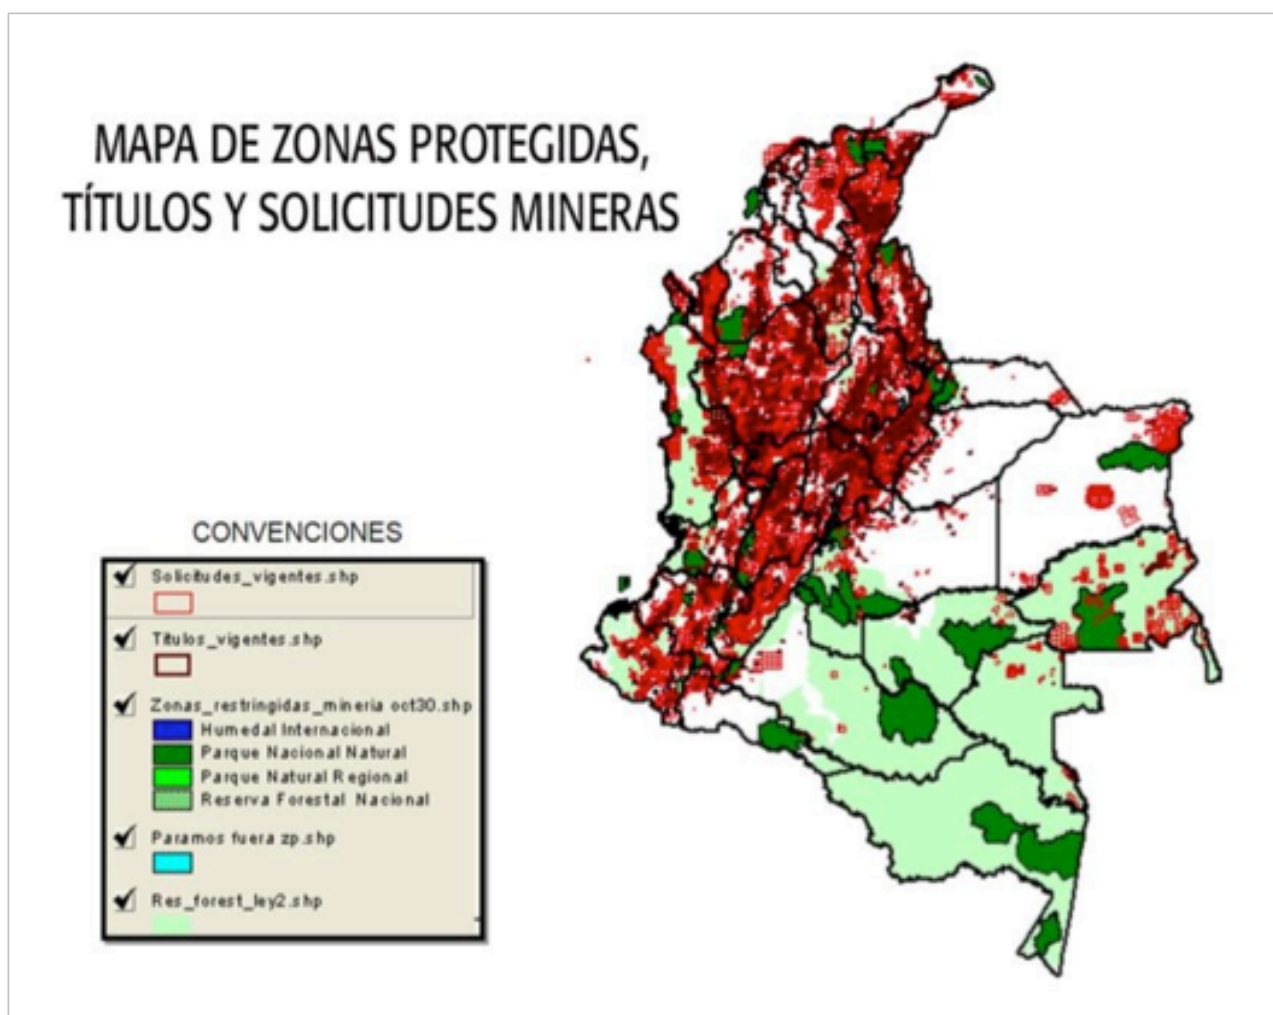 MAPA DE ZONAS PROTEGIDAS,
TÍTULOS Y SOLICITUDES MINERAS
CONVENCIONES
Solicitudes_vigentes.shp
Titulos_vigentes.shp
Zonas_restringidas_mineria oct30.shp
Humedal Internacional
Parque Nacional Natural
Parque Natural Regional
Reserva Forestal Nacional
Paramos fuera zp.shp
Res_forest_ley2.shp